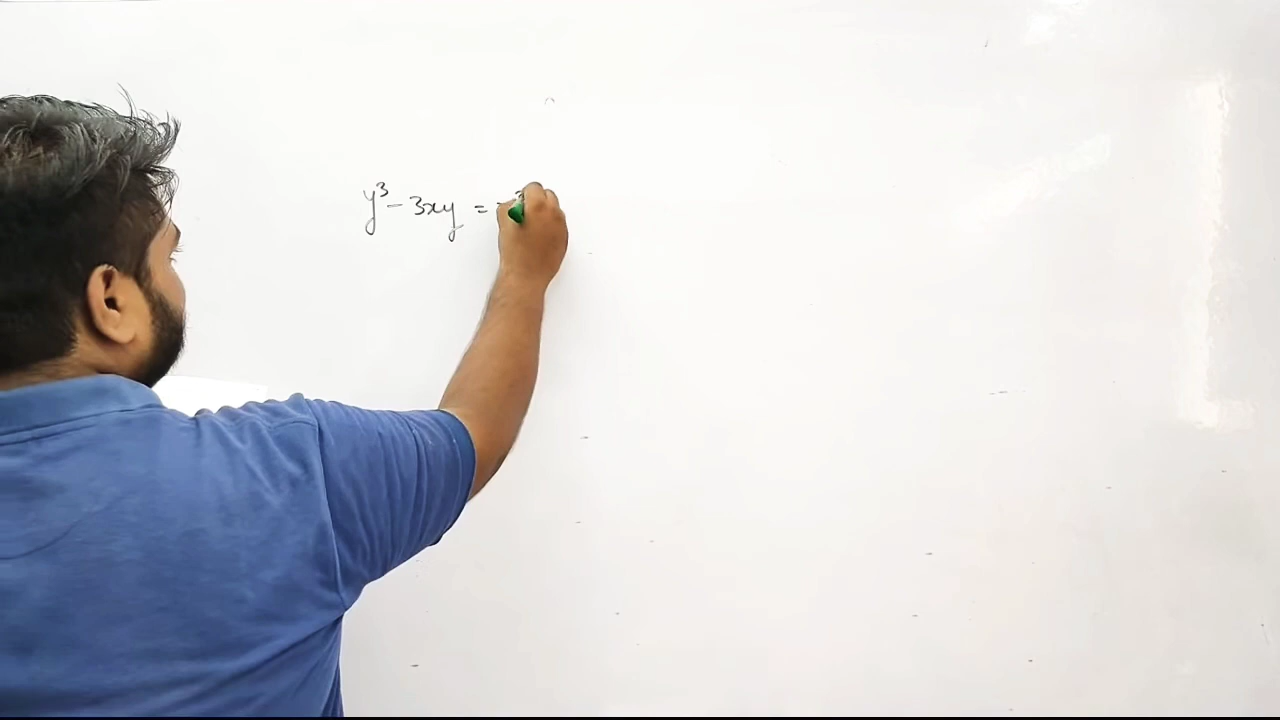 y³ - 3xy =